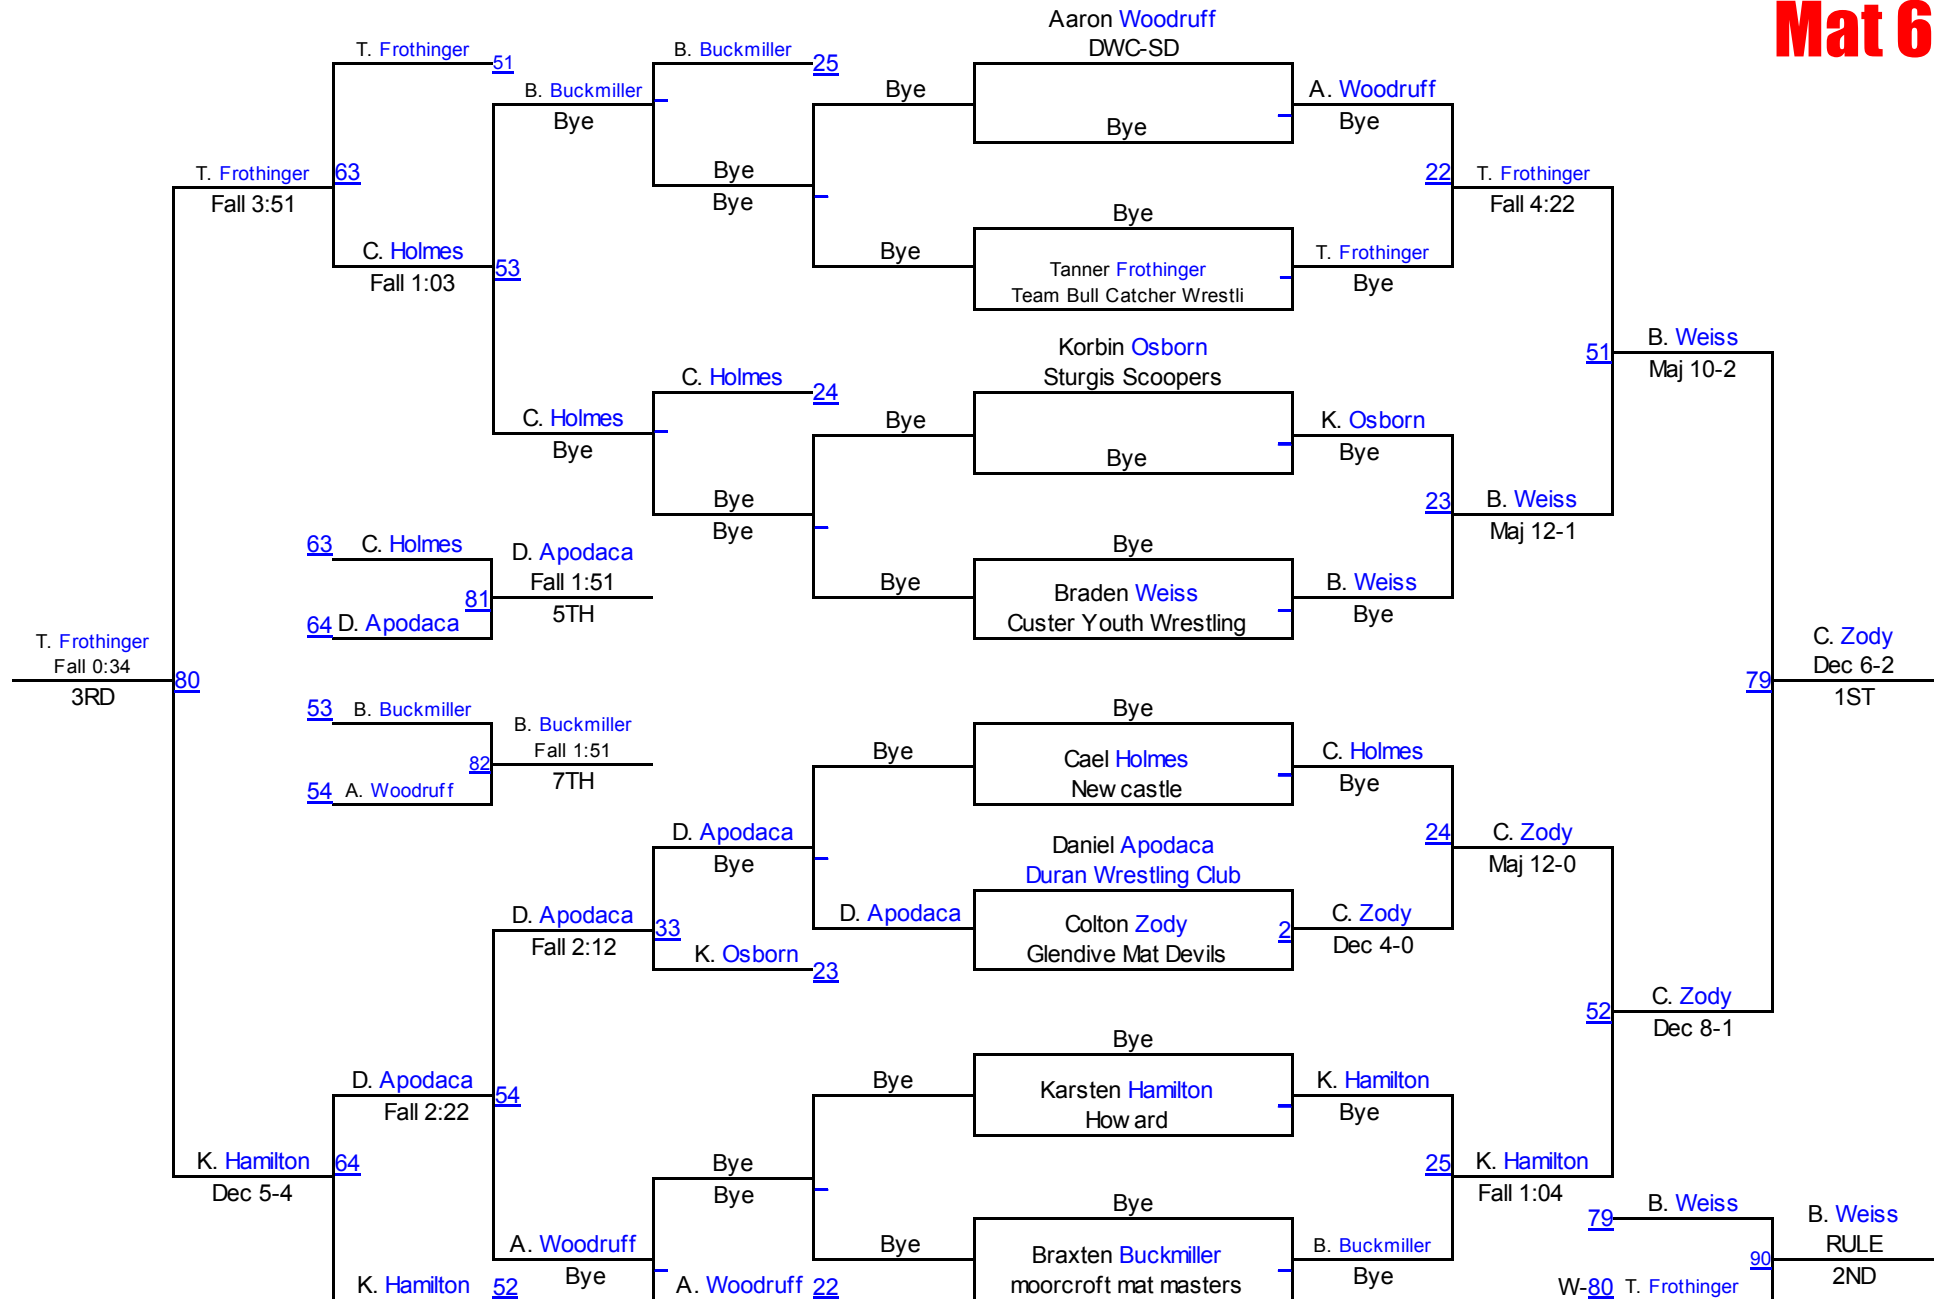 Mat 6
Aaron Woodruff
DWC-SD
T. Frothinger
51
B. Buckmiller
25
B. Buckmiller
Bye
Bye
Bye
A. Woodruff
Bye
T. Frothinger
Fall 3:51
63
Bye
Bye
22
T. Frothinger
Fall 4:22
C. Holmes
Fall 1:03
53
Bye
Bye
Tanner Frothinger
Team Bull Catcher Wrestli
T. Frothinger
Bye
Korbin Osborn
Sturgis Scoopers
51
B. Weiss
Maj 10-2
C. Holmes
24
C. Holmes
Bye
Bye
Bye
K. Osborn
Bye
Bye
Bye
23
B. Weiss
Maj 12-1
63
C. Holmes
D. Apodaca
Fall 1:51
5TH
81
64
D. Apodaca
Bye
Bye
Braden Weiss
Custer Youth Wrestling
B. Weiss
Bye
T. Frothinger
Fall 0:34
3RD
80
79
C. Zody
Dec 6-2
1ST
53
B. Buckmiller
B. Buckmiller
Fall 1:51
7TH
82
54
A. Woodruff
Bye
Bye
Cael Holmes
New castle
C. Holmes
Bye
D. Apodaca
Bye
Daniel Apodaca
Duran Wrestling Club
24
C. Zody
Maj 12-0
D. Apodaca
Fall 2:12
33
K. Osborn
23
D. Apodaca
Colton Zody
Glendive Mat Devils
2
C. Zody
Dec 4-0
52
C. Zody
Dec 8-1
D. Apodaca
Fall 2:22
54
Bye
Bye
Karsten Hamilton
How ard
K. Hamilton
Bye
K. Hamilton
Dec 5-4
64
Bye
Bye
25
K. Hamilton
Fall 1:04
A. Woodruff
Bye
Bye
Bye
Braxten Buckmiller
moorcroft mat masters
B. Buckmiller
Bye
79
B. Weiss
B. Weiss
RULE
2ND
90
K. Hamilton
52
A. Woodruff
22
W-80
T. Frothinger